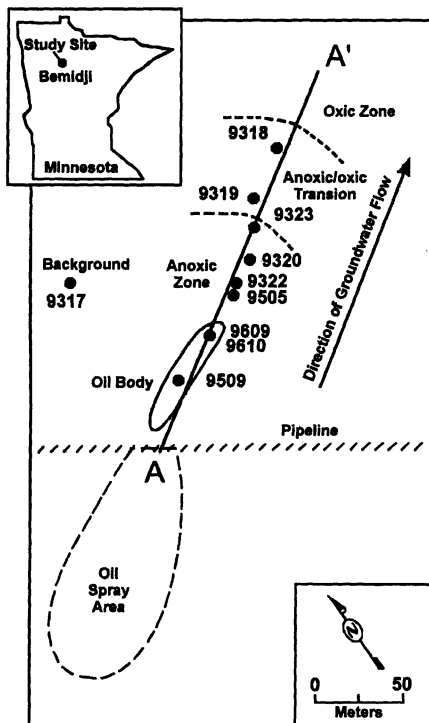 Study Site
Bemidji
Minnesota
A'
Oxic Zone
9318
Anoxic/oxic
Transion
9319
9323
Direction of Groundwater Flow
Background
9317
Anoxic
Zone
9320
9322
9505
9609
9610
Oil Body
9509
Pipeline
A
Oil
Spray
Area
N
0
50
Meters